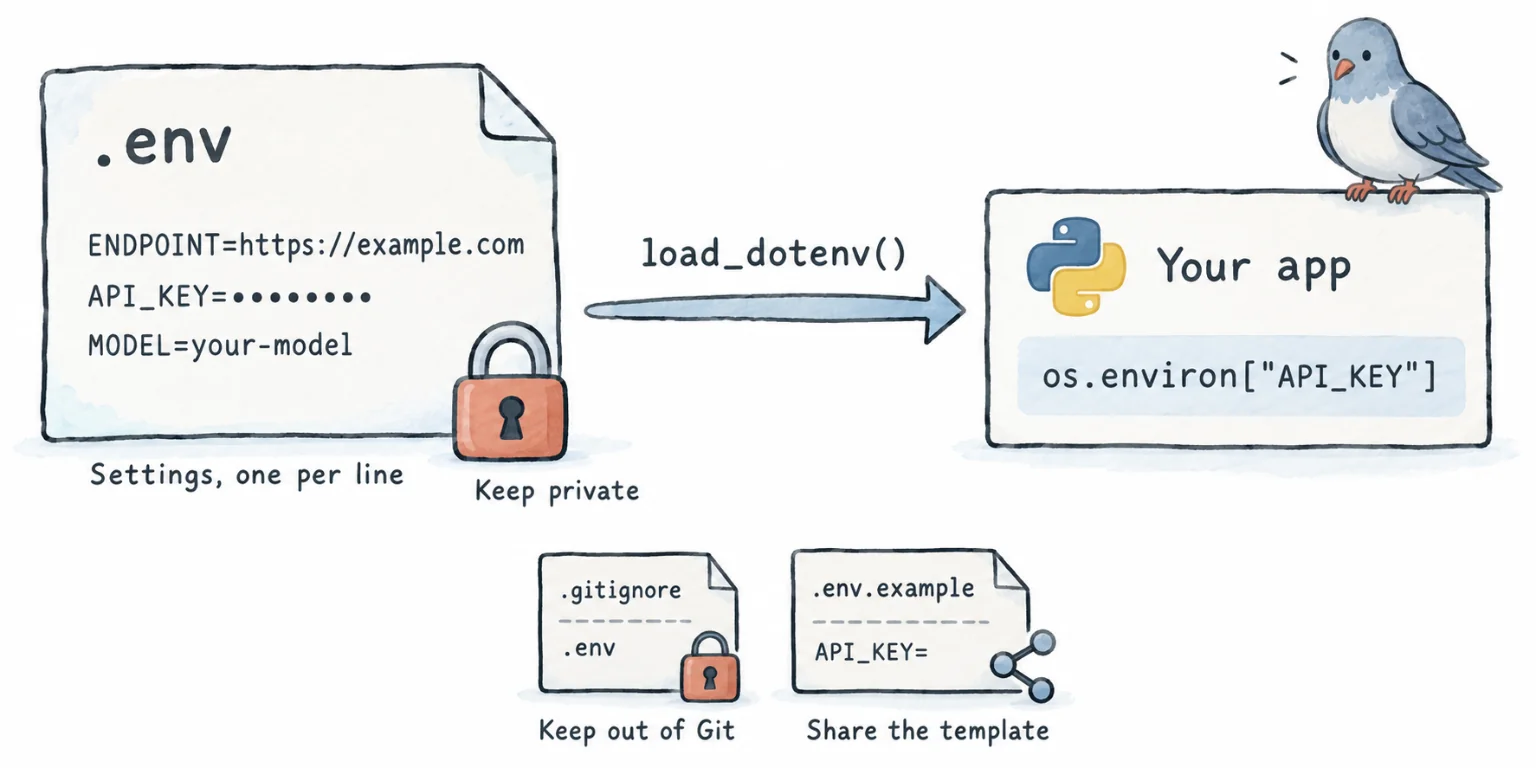 .env
ENDPOINT=https://example.com
API_KEY=••••••••
MODEL=your-model
Settings, one per line
Keep private
load_dotenv()
Your app
os.environ["API_KEY"]
.gitignore
.env
Keep out of Git
.env.example
API_KEY=
Share the template